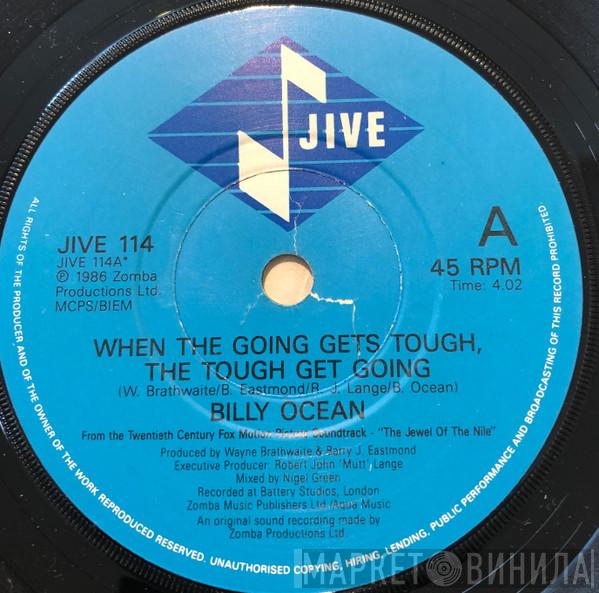 JIVE
JIVE 114
JIVE 114A*
℗ 1986 Zomba
Productions Ltd.
MCPS/BIEM
A
45 RPM
Time: 4.02
WHEN THE GOING GETS TOUGH,
THE TOUGH GET GOING
(W. Brathwaite/B. Eastmond/R. J. Lange/B. Ocean)
BILLY OCEAN
From the Twentieth Century Fox Motion Picture Soundtrack - "The Jewel Of The Nile"
Produced by Wayne Brathwaite & Barry J. Eastmond
Executive Producer: Robert John 'Mutt' Lange
Mixed by Nigel Green
Recorded at Battery Studios, London
Zomba Music Publishers Ltd./Aqua Music
An original sound recording made by
Zomba Productions Ltd.
ALL RIGHTS OF THE PRODUCER AND OF THE OWNER OF THE WORK REPRODUCED RESERVED. UNAUTHORISED COPYING, HIRING, LENDING, PUBLIC PERFORMANCE AND BROADCASTING OF THIS RECORD PROHIBITED.
МАРКЕТ ВИНИЛА